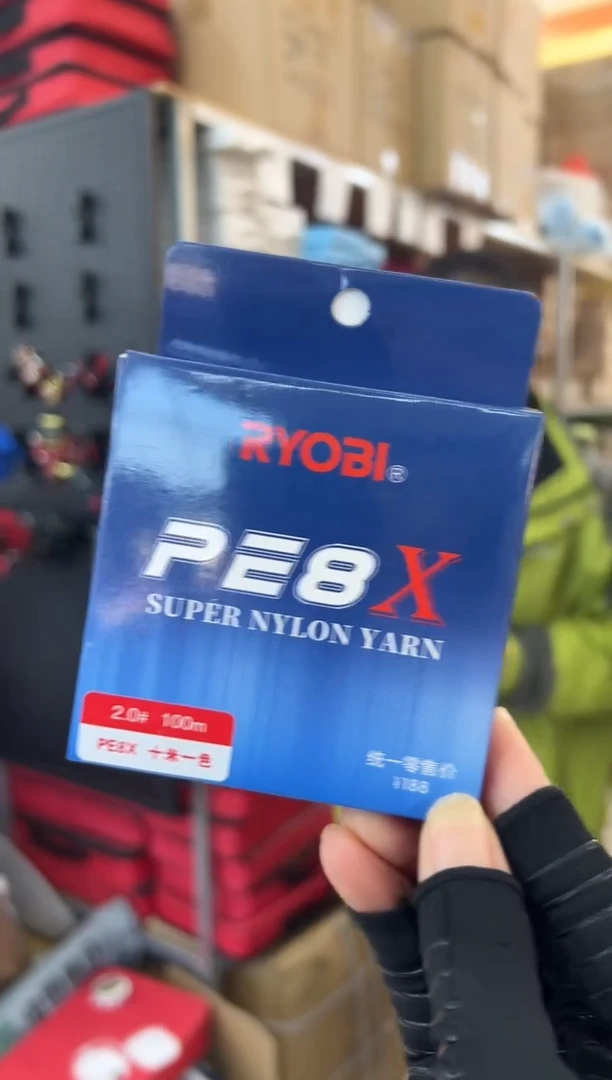 RYOBI®
PE8X
SUPER NYLON YARN
2.0# 100m
PE8X 十米一色
统一零售价
¥188